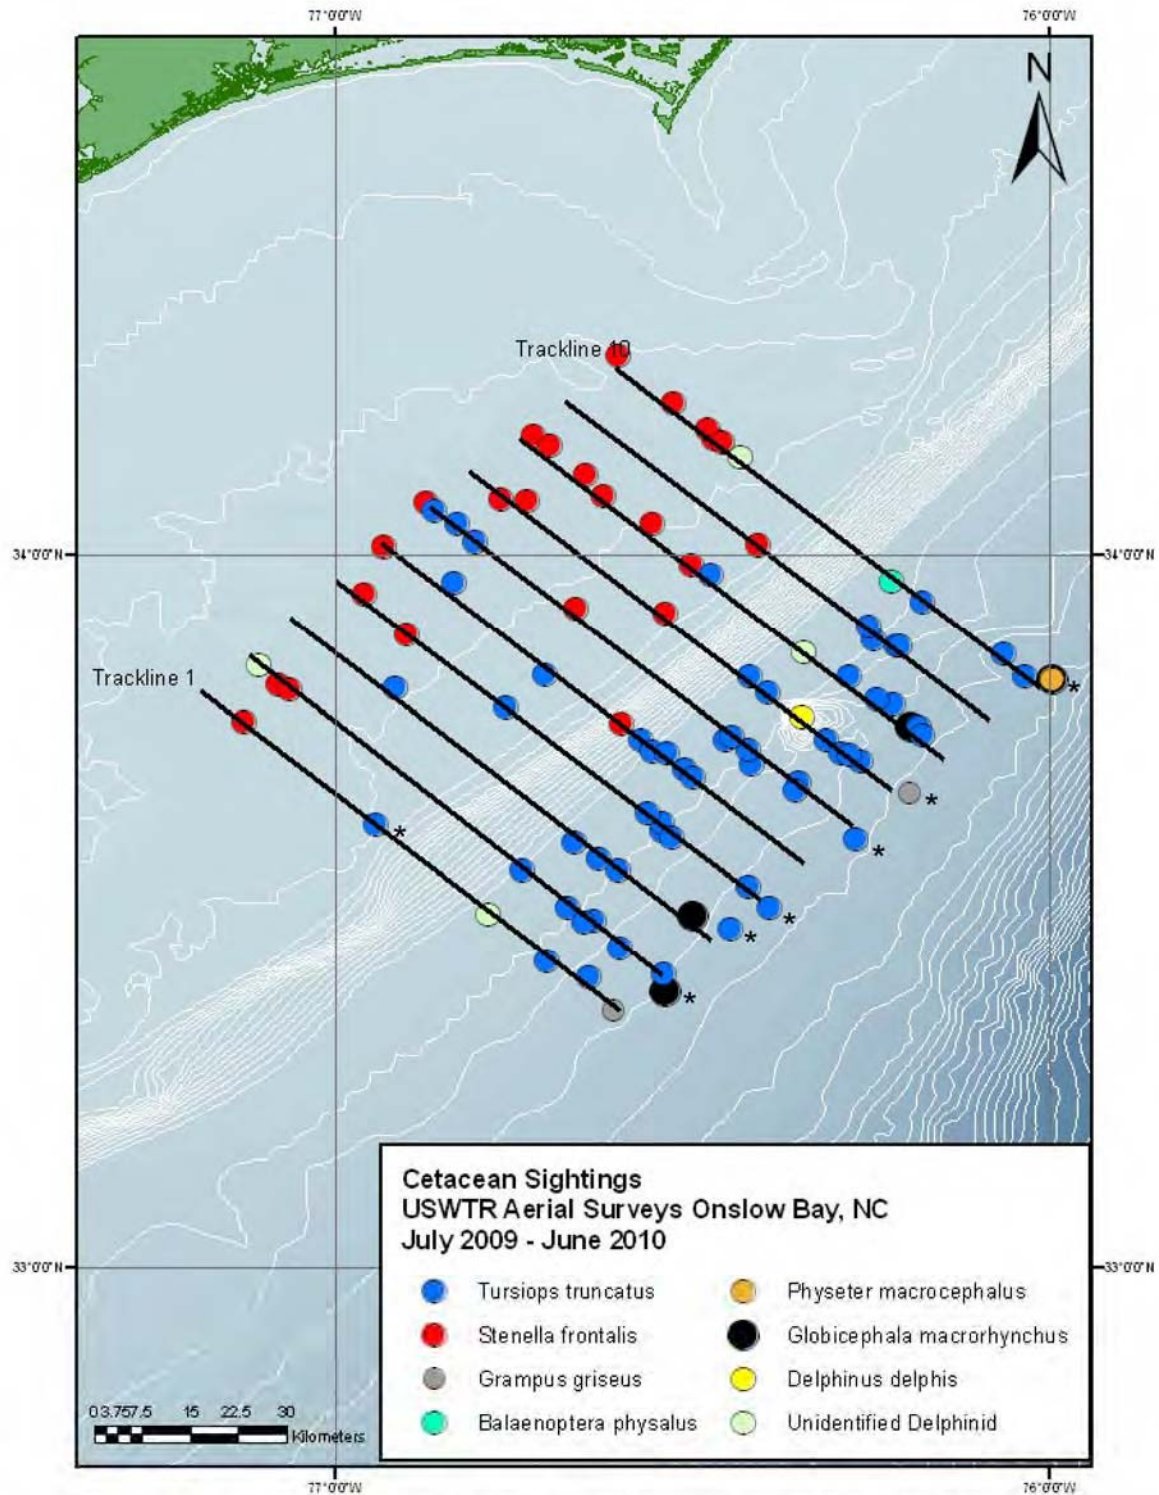 77°0'0"W 76°0'0"W
N
Trackline 10
34°0'0"N 34°0'0"N
Trackline 1
*
*
*
*
*
*
*
*
Cetacean Sightings
USWTR Aerial Surveys Onslow Bay, NC
July 2009 - June 2010
33°0'0"N 33°0'0"N
Tursiops truncatus Physeter macrocephalus
Stenella frontalis Globicephala macrorhynchus
Grampus griseus Delphinus delphis
Balaenoptera physalus Unidentified Delphinid
0 3.75 7.5 15 22.5 30
Kilometers
77°0'0"W 76°0'0"W